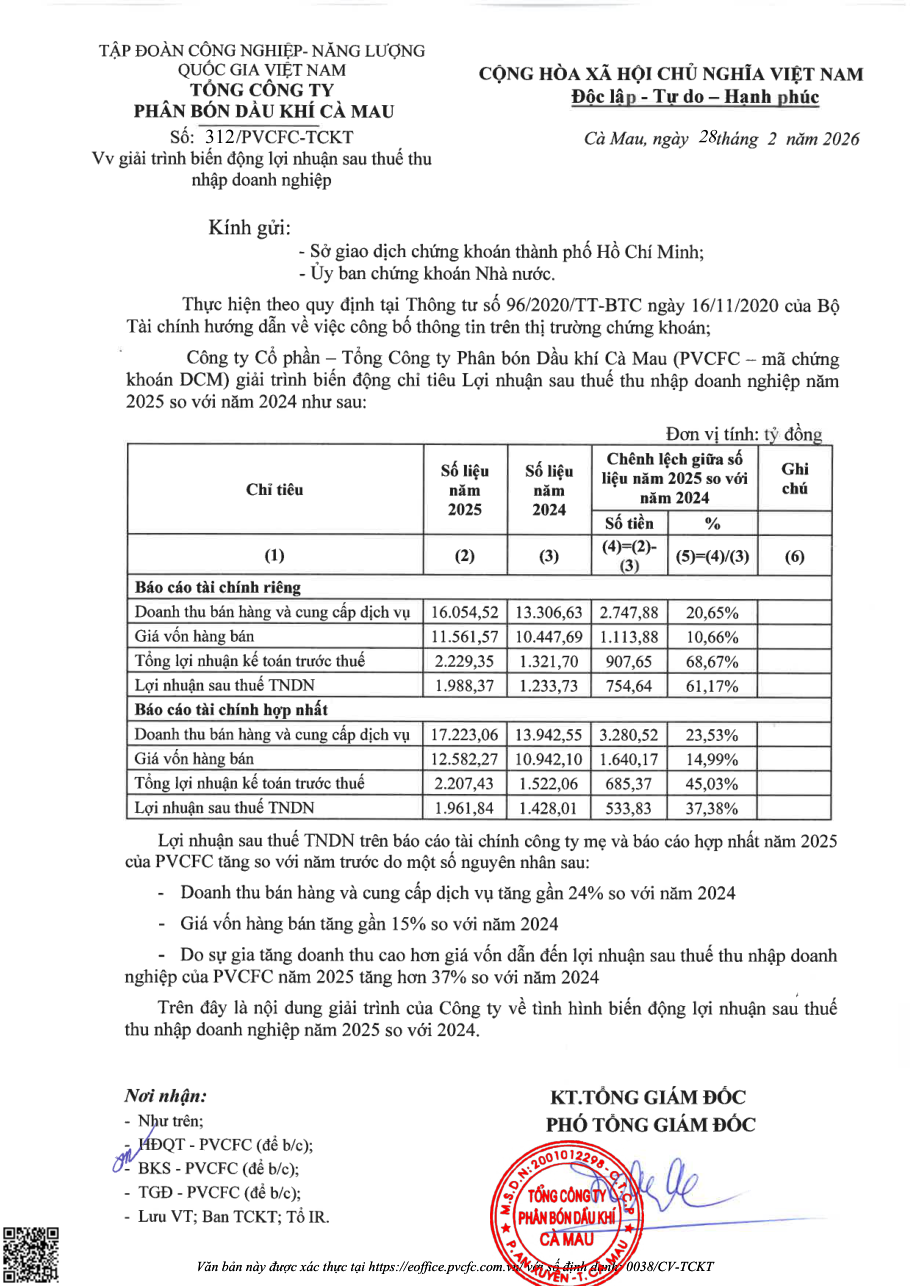 TẬP ĐOÀN CÔNG NGHIỆP- NĂNG LƯỢNG
QUỐC GIA VIỆT NAM
TỔNG CÔNG TY
PHÂN BÓN DẦU KHÍ CÀ MAU
Số: 312/PVCFC-TCKT
Vv giải trình biến động lợi nhuận sau thuế thu
nhập doanh nghiệp
CỘNG HÒA XÃ HỘI CHỦ NGHĨA VIỆT NAM
Độc lập - Tự do – Hạnh phúc
Cà Mau, ngày 28tháng 2 năm 2026
Kính gửi:
- Sở giao dịch chứng khoán thành phố Hồ Chí Minh;
- Ủy ban chứng khoán Nhà nước.
Thực hiện theo quy định tại Thông tư số 96/2020/TT-BTC ngày 16/11/2020 của Bộ
Tài chính hướng dẫn về việc công bố thông tin trên thị trường chứng khoán;
Công ty Cổ phần – Tổng Công ty Phân bón Dầu khí Cà Mau (PVCFC – mã chứng
khoán DCM) giải trình biến động chỉ tiêu Lợi nhuận sau thuế thu nhập doanh nghiệp năm
2025 so với năm 2024 như sau:
Đơn vị tính: tỷ đồng
Chỉ tiêu | Số liệu năm 2025 | Số liệu năm 2024 | Chênh lệch giữa số liệu năm 2025 so với năm 2024 | Ghi chú
Số tiền | %
(1) | (2) | (3) | (4)=(2)-(3) | (5)=(4)/(3) | (6)
Báo cáo tài chính riêng
Doanh thu bán hàng và cung cấp dịch vụ | 16.054,52 | 13.306,63 | 2.747,88 | 20,65%
Giá vốn hàng bán | 11.561,57 | 10.447,69 | 1.113,88 | 10,66%
Tổng lợi nhuận kế toán trước thuế | 2.229,35 | 1.321,70 | 907,65 | 68,67%
Lợi nhuận sau thuế TNDN | 1.988,37 | 1.233,73 | 754,64 | 61,17%
Báo cáo tài chính hợp nhất
Doanh thu bán hàng và cung cấp dịch vụ | 17.223,06 | 13.942,55 | 3.280,52 | 23,53%
Giá vốn hàng bán | 12.582,27 | 10.942,10 | 1.640,17 | 14,99%
Tổng lợi nhuận kế toán trước thuế | 2.207,43 | 1.522,06 | 685,37 | 45,03%
Lợi nhuận sau thuế TNDN | 1.961,84 | 1.428,01 | 533,83 | 37,38%
Lợi nhuận sau thuế TNDN trên báo cáo tài chính công ty mẹ và báo cáo hợp nhất năm 2025
của PVCFC tăng so với năm trước do một số nguyên nhân sau:
- Doanh thu bán hàng và cung cấp dịch vụ tăng gần 24% so với năm 2024
- Giá vốn hàng bán tăng gần 15% so với năm 2024
- Do sự gia tăng doanh thu cao hơn giá vốn dẫn đến lợi nhuận sau thuế thu nhập doanh
nghiệp của PVCFC năm 2025 tăng hơn 37% so với năm 2024
Trên đây là nội dung giải trình của Công ty về tình hình biến động lợi nhuận sau thuế
thu nhập doanh nghiệp năm 2025 so với 2024.
Nơi nhận:
- Như trên;
- HĐQT - PVCFC (để b/c);
- BKS - PVCFC (để b/c);
- TGĐ - PVCFC (để b/c);
- Lưu VT; Ban TCKT; Tổ IR.
KT.TỔNG GIÁM ĐỐC
PHÓ TỔNG GIÁM ĐỐC
M.S.D.N:2001012298-C.T.C.P
TỔNG CÔNG TY
PHÂN BÓN DẦU KHÍ
CÀ MAU
P. AN XUYÊN - T. CÀ MAU
Văn bản này được xác thực tại https://eoffice.pvcfc.com.vn/ với số định danh: 0038/CV-TCKT